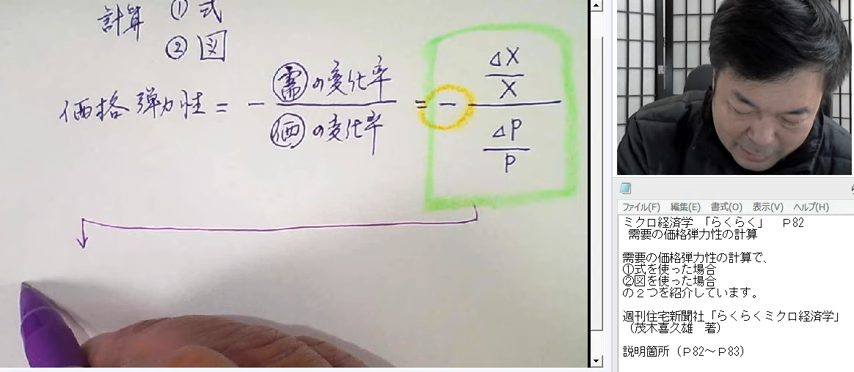 計算 ①式
②図
価格弾力性 = - 需の変化率 / 価の変化率 = - ΔX/X / ΔP/P
ファイル(F) 編集(E) 書式(O) 表示(V) ヘルプ(H)
ミクロ経済学 「らくらく」 P82
需要の価格弾力性の計算
需要の価格弾力性の計算で、
①式を使った場合
②図を使った場合
の2つを紹介しています。
週刊住宅新聞社「らくらくミクロ経済学」
(茂木喜久雄 著)
説明箇所(P82~P83)